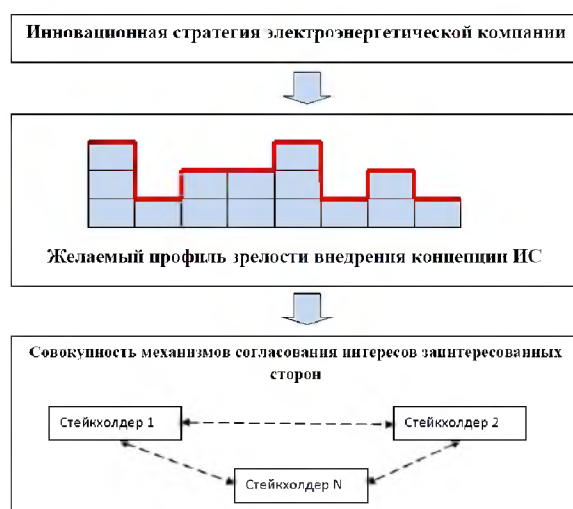 Инновационная стратегия электроэнергетической компании
Желаемый профиль зрелости внедрения концепции ИС
Совокупность механизмов согласования интересов заинтересованных
сторон
Стейкхолдер 1
Стейкхолдер 2
Стейкхолдер N